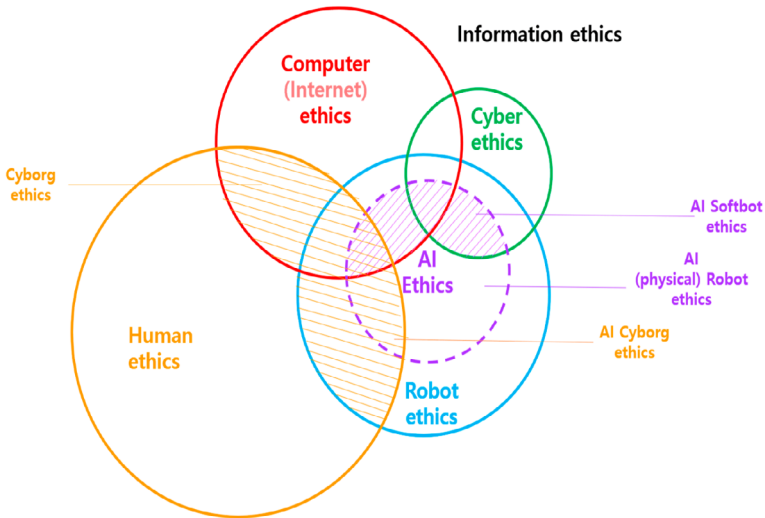 Information ethics
Computer
(Internet)
ethics
Cyber
ethics
Cyborg
ethics
AI Softbot
ethics
AI
Ethics
AI
(physical) Robot
ethics
Human
ethics
AI Cyborg
ethics
Robot
ethics